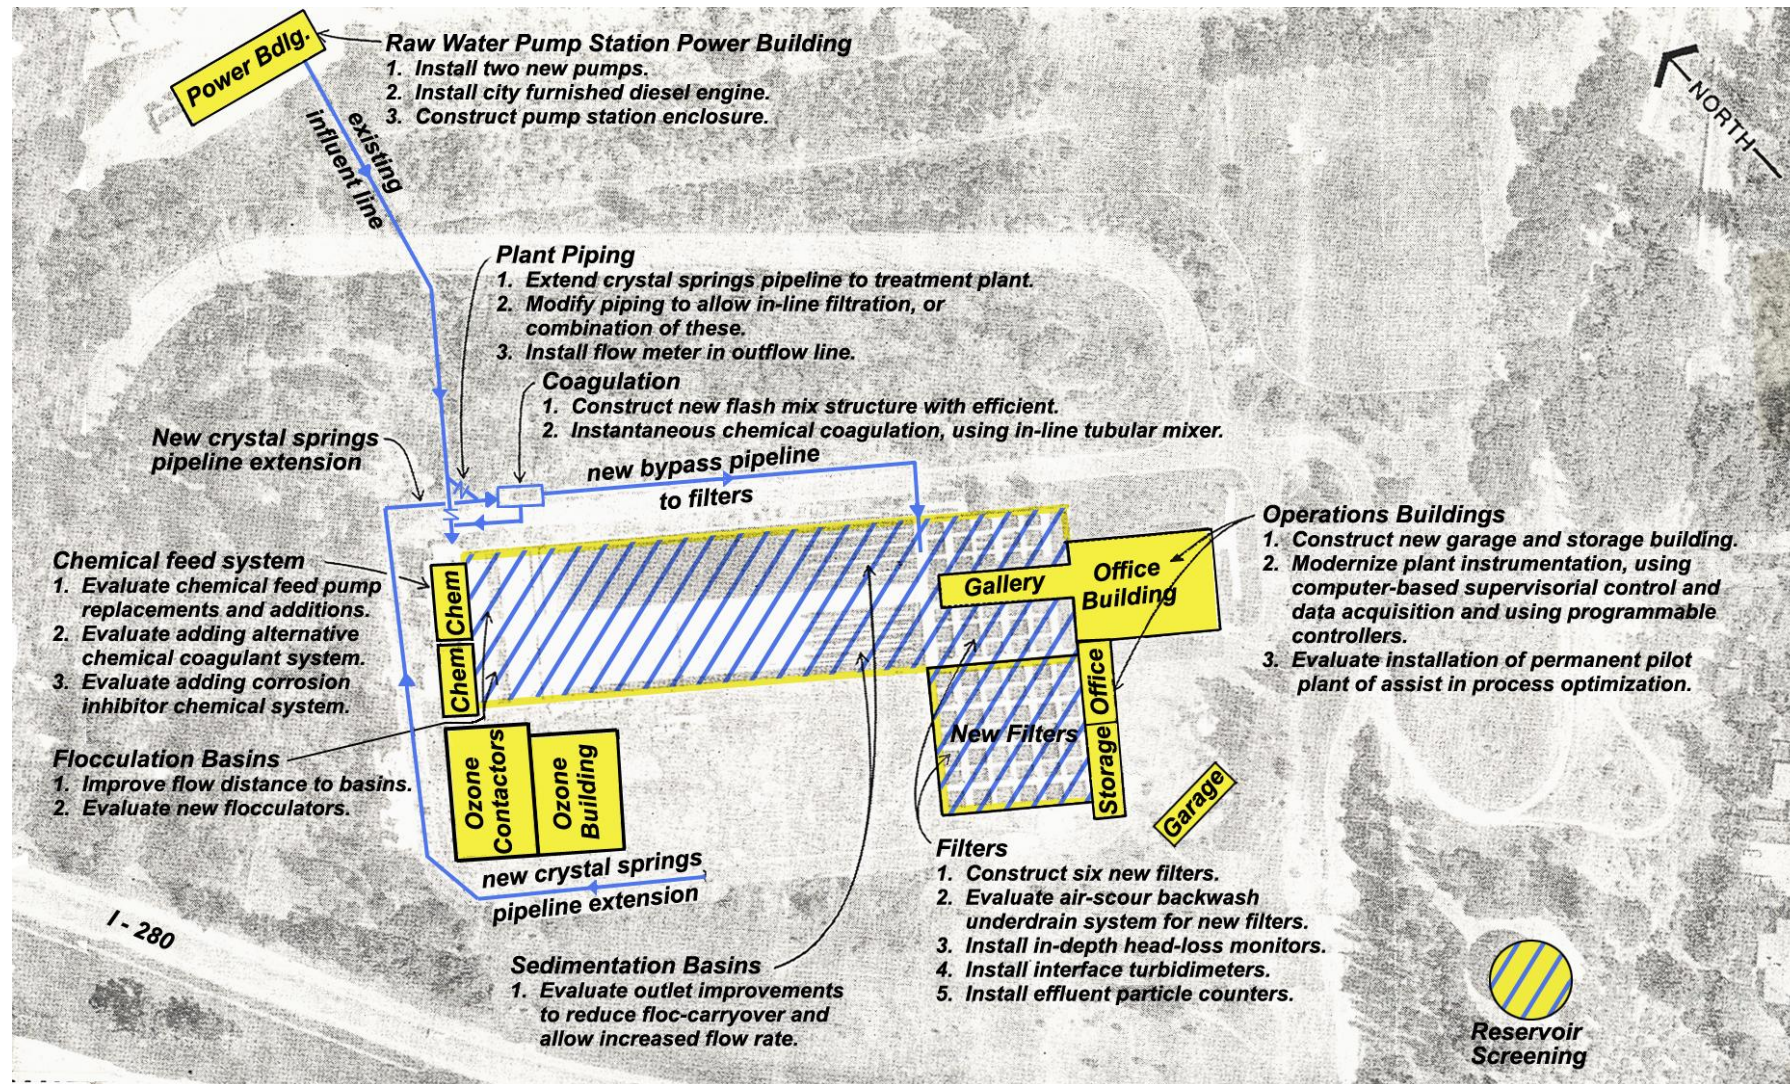 Power Bdlg.
Raw Water Pump Station Power Building
1. Install two new pumps.
2. Install city furnished diesel engine.
3. Construct pump station enclosure.
NORTH
existing
influent line
Plant Piping
1. Extend crystal springs pipeline to treatment plant.
2. Modify piping to allow in-line filtration, or
combination of these.
3. Install flow meter in outflow line.
Coagulation
1. Construct new flash mix structure with efficient.
2. Instantaneous chemical coagulation, using in-line tubular mixer.
New crystal springs
pipeline extension
new bypass pipeline
to filters
Chemical feed system
1. Evaluate chemical feed pump
replacements and additions.
2. Evaluate adding alternative
chemical coagulant system.
3. Evaluate adding corrosion
inhibitor chemical system.
Chem
Chem
Gallery
Office
Building
Operations Buildings
1. Construct new garage and storage building.
2. Modernize plant instrumentation, using
computer-based supervisorial control and
data acquisition and using programmable
controllers.
3. Evaluate installation of permanent pilot
plant of assist in process optimization.
Office
Storage
New Filters
Garage
Flocculation Basins
1. Improve flow distance to basins.
2. Evaluate new flocculators.
Ozone
Contactors
Ozone
Building
new crystal springs
pipeline extension
I - 280
Sedimentation Basins
1. Evaluate outlet improvements
to reduce floc-carryover and
allow increased flow rate.
Filters
1. Construct six new filters.
2. Evaluate air-scour backwash
underdrain system for new filters.
3. Install in-depth head-loss monitors.
4. Install interface turbidimeters.
5. Install effluent particle counters.
Reservoir
Screening